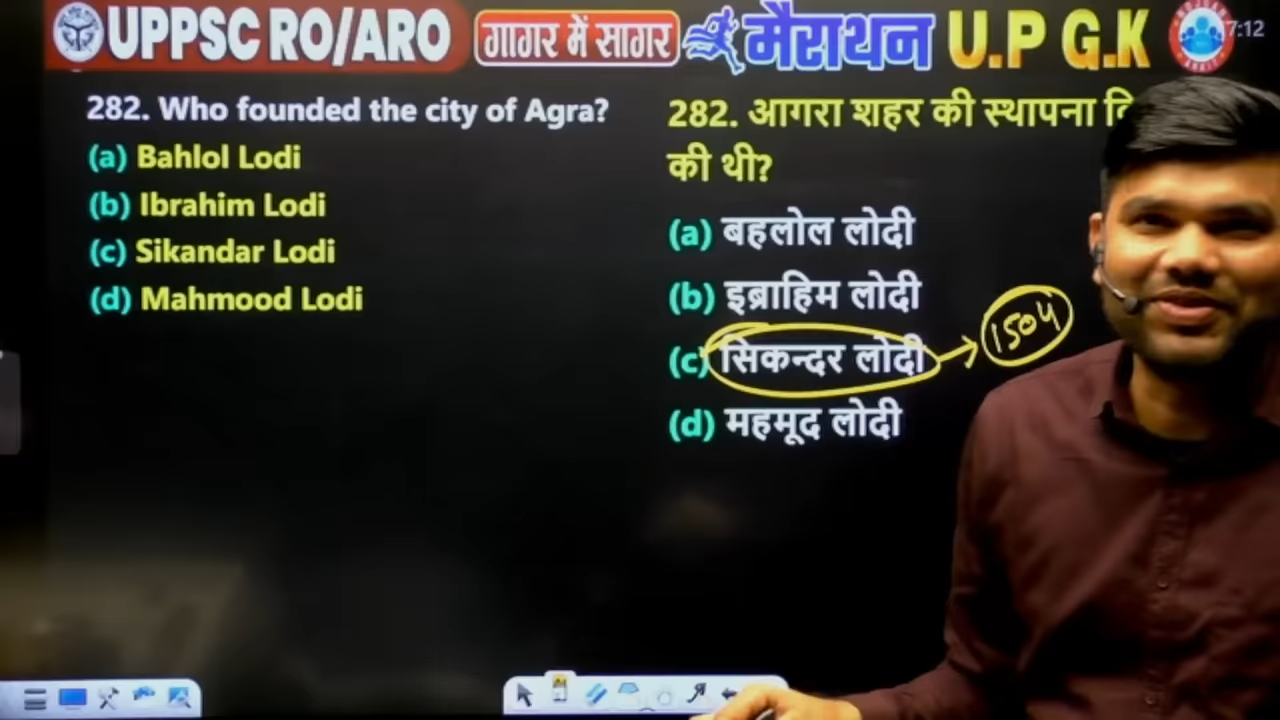 UPPSC RO/ARO गागर में सागर मैराथन U.P G.K
7:12
282. Who founded the city of Agra?
(a) Bahlol Lodi
(b) Ibrahim Lodi
(c) Sikandar Lodi
(d) Mahmood Lodi
282. आगरा शहर की स्थापना
की थी?
(a) बहलोल लोदी
(b) इब्राहिम लोदी
(c) सिकन्दर लोदी
1504
(d) महमूद लोदी